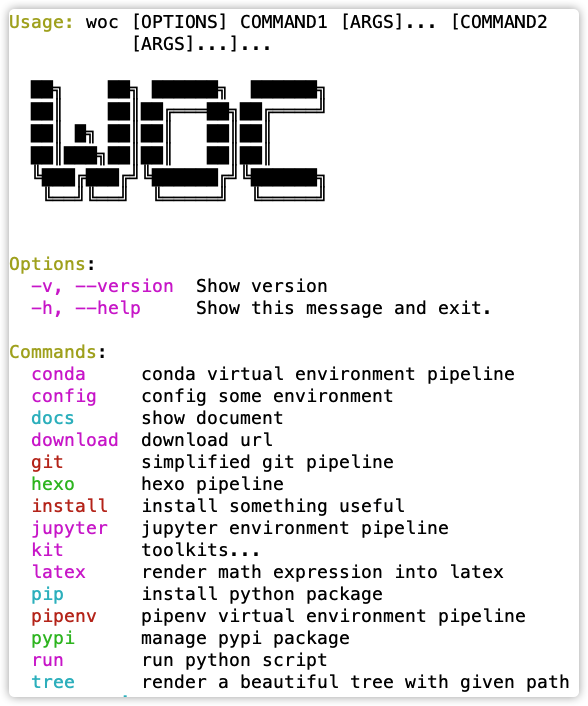 Usage: woc [OPTIONS] COMMAND1 [ARGS]... [COMMAND2
[ARGS]...]...
WOC
Options:
-v, --version  Show version
-h, --help     Show this message and exit.
Commands:
conda     conda virtual environment pipeline
config    config some environment
docs      show document
download  download url
git       simplified git pipeline
hexo      hexo pipeline
install   install something useful
jupyter   jupyter environment pipeline
kit       toolkits...
latex     render math expression into latex
pip       install python package
pipenv    pipenv virtual environment pipeline
pypi      manage pypi package
run       run python script
tree      render a beautiful tree with given path